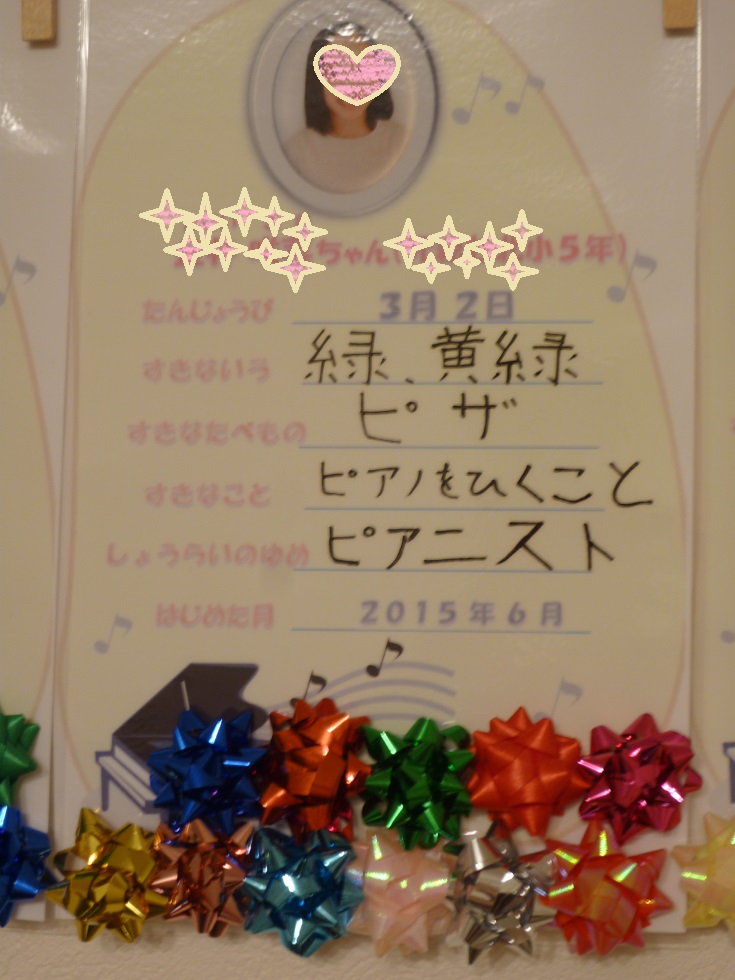 ちゃん(小5年)
たんじょうび 3月2日
すきないろ 緑、黄緑
すきなたべもの ピザ
すきなこと ピアノをひくこと
しょうらいのゆめ ピアニスト
はじめた月 2015年6月